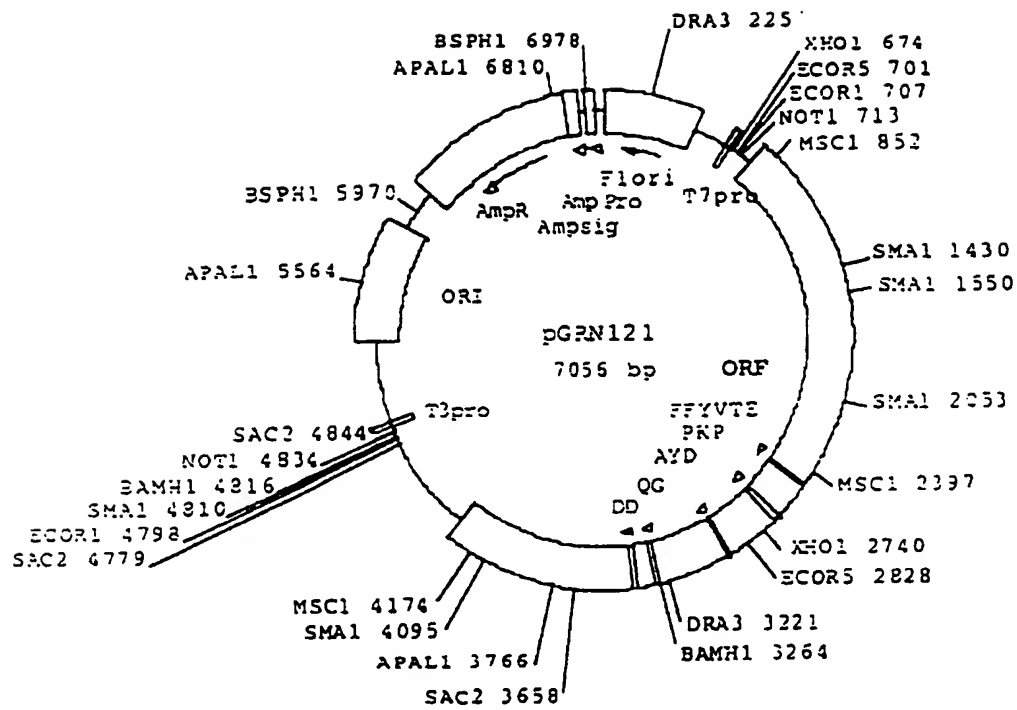 DRA3 225
BSPH1 6978
XHO1 674
APAL1 6810
ECOR5 701
ECOR1 707
NOT1 713
MSC1 852
F1ori
T7pro
BSPH1 5970
AmpR
Amp Pro
Ampsig
SMA1 1430
APAL1 5564
SMA1 1550
ORI
pGRN121
7056 bp
ORF
SMA1 2053
FFYVTE
T3pro
PKP
SAC2 4844
AYD
NOT1 4834
QG
MSC1 2397
BAMH1 4816
DD
SMA1 4810
ECOR1 4798
XHO1 2740
SAC2 4779
ECOR5 2828
MSC1 4174
DRA3 3221
SMA1 4095
BAMH1 3264
APAL1 3766
SAC2 3658